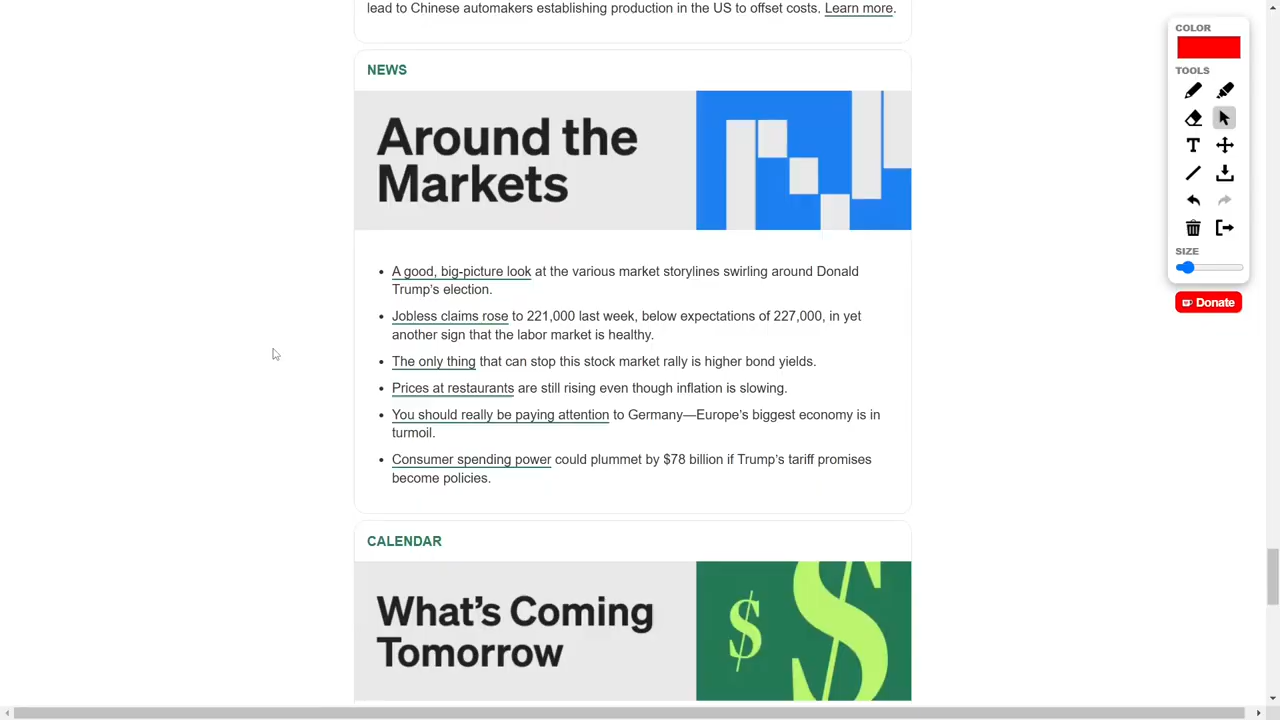 lead to Chinese automakers establishing production in the US to offset costs. Learn more.
NEWS
Around the
Markets
• A good, big-picture look at the various market storylines swirling around Donald
Trump's election.
• Jobless claims rose to 221,000 last week, below expectations of 227,000, in yet
another sign that the labor market is healthy.
• The only thing that can stop this stock market rally is higher bond yields.
• Prices at restaurants are still rising even though inflation is slowing.
• You should really be paying attention to Germany—Europe's biggest economy is in
turmoil.
• Consumer spending power could plummet by $78 billion if Trump's tariff promises
become policies.
CALENDAR
What's Coming
Tomorrow
$ $
COLOR
TOOLS
T
SIZE
Donate